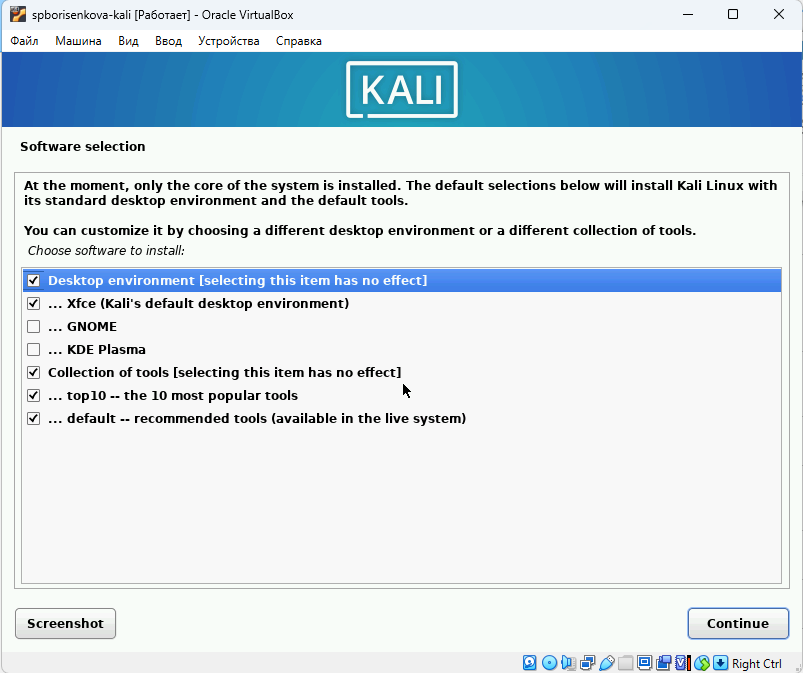 spborisenkova-kali [Работает] - Oracle VirtualBox
Файл Машина Вид Ввод Устройства Справка
KALI
Software selection
At the moment, only the core of the system is installed. The default selections below will install Kali Linux with
its standard desktop environment and the default tools.
You can customize it by choosing a different desktop environment or a different collection of tools.
Choose software to install:
Desktop environment [selecting this item has no effect]
... Xfce (Kali's default desktop environment)
... GNOME
... KDE Plasma
Collection of tools [selecting this item has no effect]
... top10 -- the 10 most popular tools
... default -- recommended tools (available in the live system)
Screenshot Continue
Right Ctrl